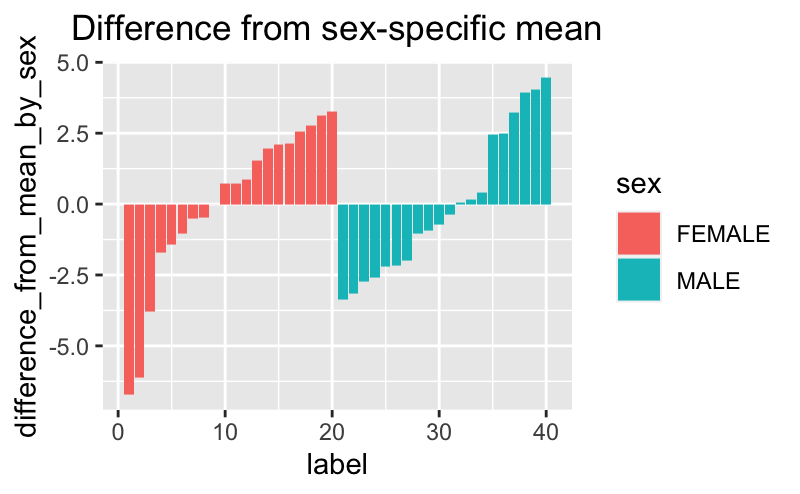 Difference from sex-specific mean
difference_from_mean_by_sex
5.0
2.5
0.0
-2.5
-5.0
0 10 20 30 40
label
sex
FEMALE
MALE